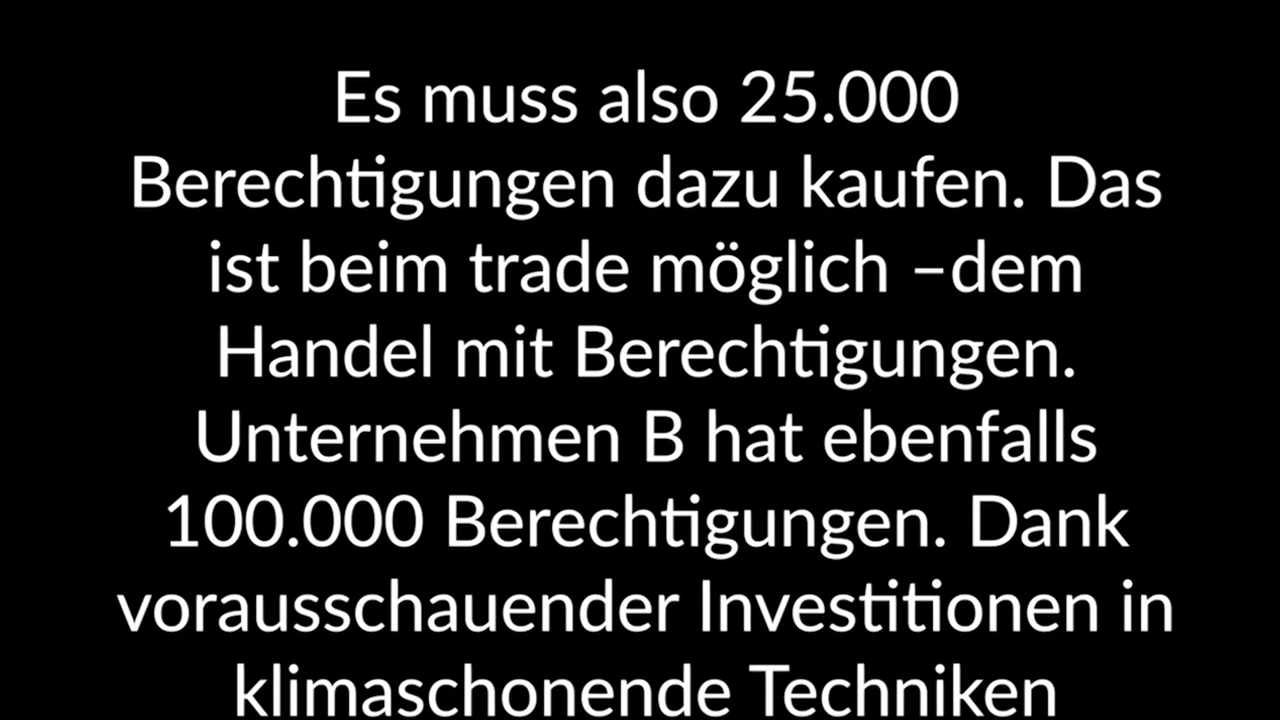 Es muss also 25.000
Berechtigungen dazu kaufen. Das
ist beim trade möglich –dem
Handel mit Berechtigungen.
Unternehmen B hat ebenfalls
100.000 Berechtigungen. Dank
vorausschauender Investitionen in
klimaschonende Techniken